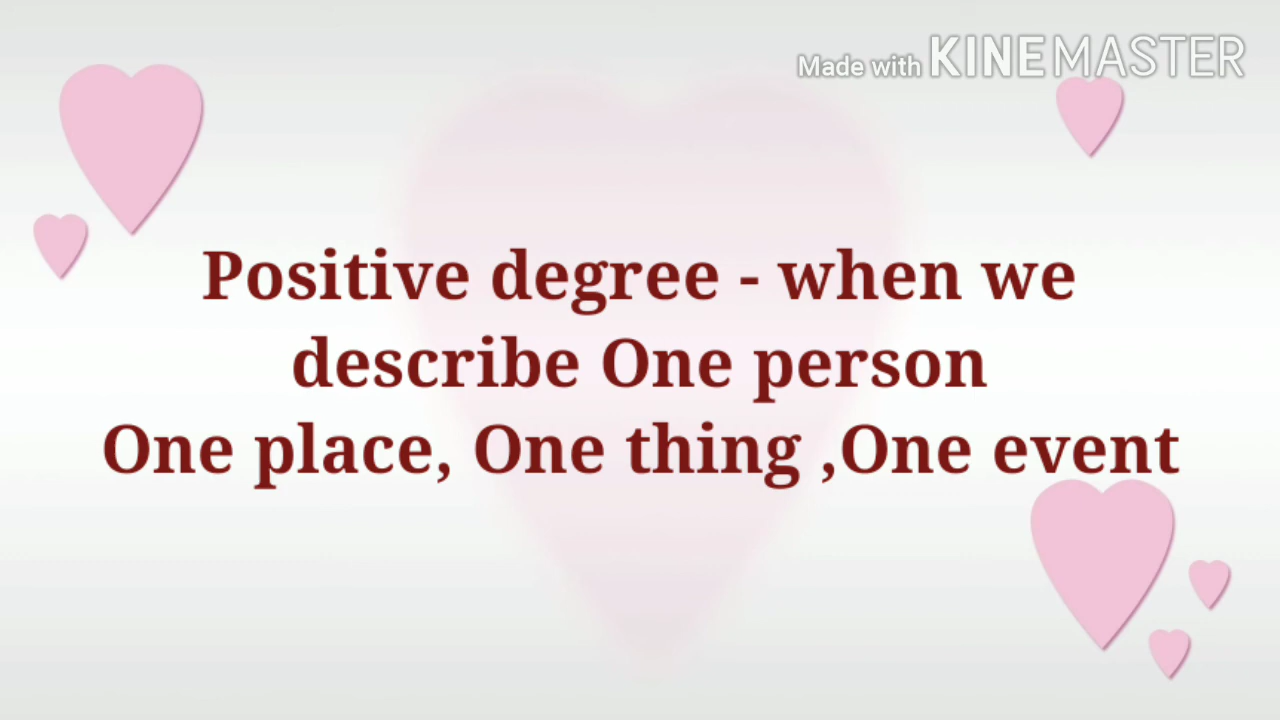 Made with KINEMASTER
Positive degree - when we
describe One person
One place, One thing ,One event